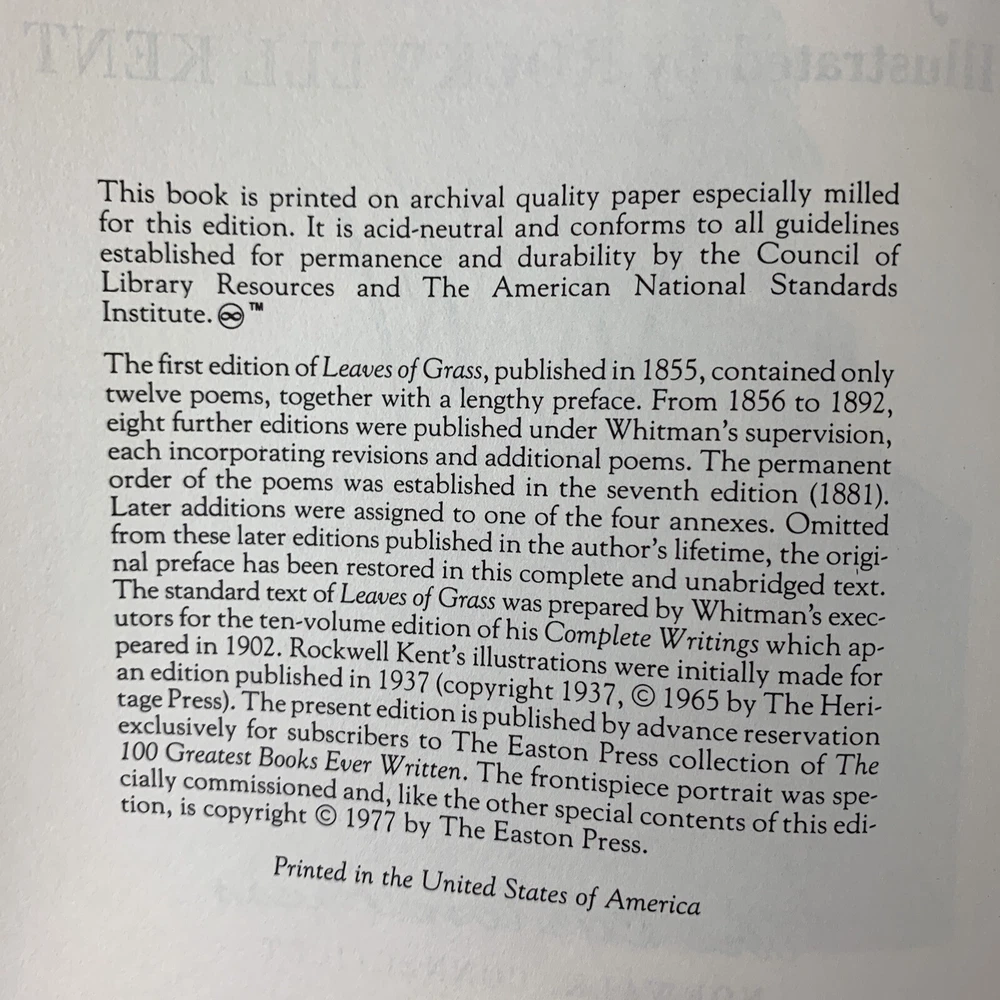 Illustrated by ROCKWELL KENT
This book is printed on archival quality paper especially milled
for this edition. It is acid-neutral and conforms to all guidelines
established for permanence and durability by the Council of
Library Resources and The American National Standards
Institute. ♾™
The first edition of Leaves of Grass, published in 1855, contained only
twelve poems, together with a lengthy preface. From 1856 to 1892,
eight further editions were published under Whitman's supervision,
each incorporating revisions and additional poems. The permanent
order of the poems was established in the seventh edition (1881).
Later additions were assigned to one of the four annexes. Omitted
from these later editions published in the author's lifetime, the origi-
nal preface has been restored in this complete and unabridged text.
The standard text of Leaves of Grass was prepared by Whitman's exec-
utors for the ten-volume edition of his Complete Writings which ap-
peared in 1902. Rockwell Kent's illustrations were initially made for
an edition published in 1937 (copyright 1937, © 1965 by The Heri-
tage Press). The present edition is published by advance reservation
exclusively for subscribers to The Easton Press collection of The
100 Greatest Books Ever Written. The frontispiece portrait was spe-
cially commissioned and, like the other special contents of this edi-
tion, is copyright © 1977 by The Easton Press.
Printed in the United States of America